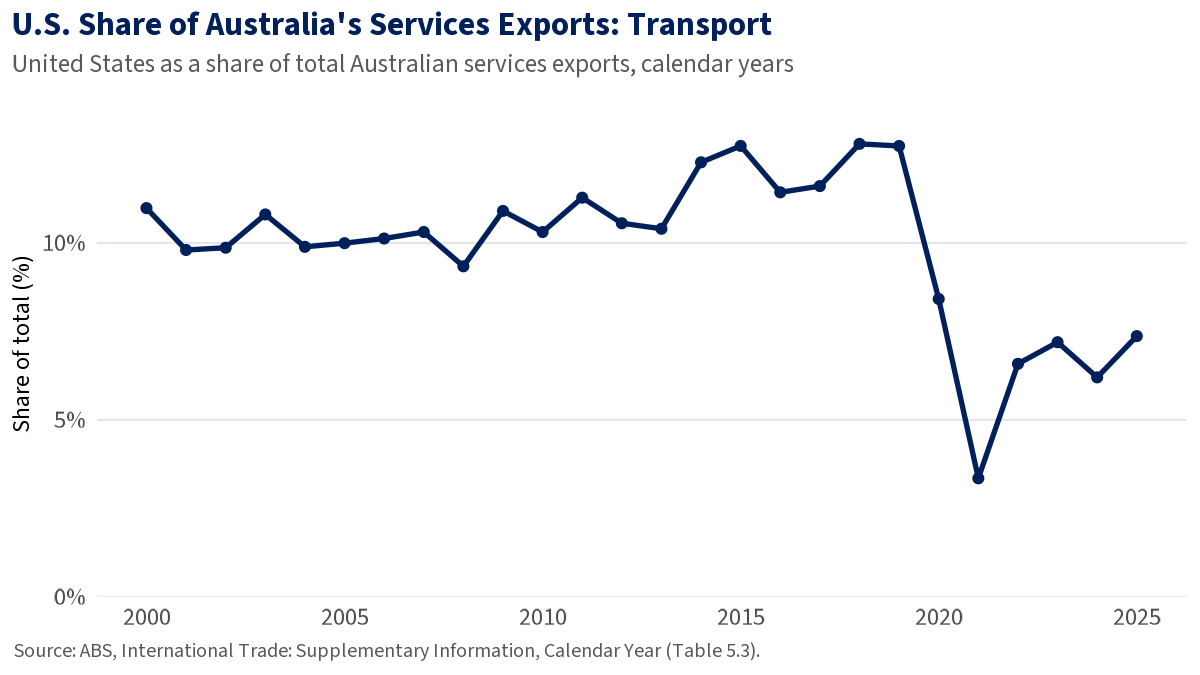 U.S. Share of Australia's Services Exports: Transport
United States as a share of total Australian services exports, calendar years
Share of total (%)
10%
5%
0%
2000
2005
2010
2015
2020
2025
Source: ABS, International Trade: Supplementary Information, Calendar Year (Table 5.3).